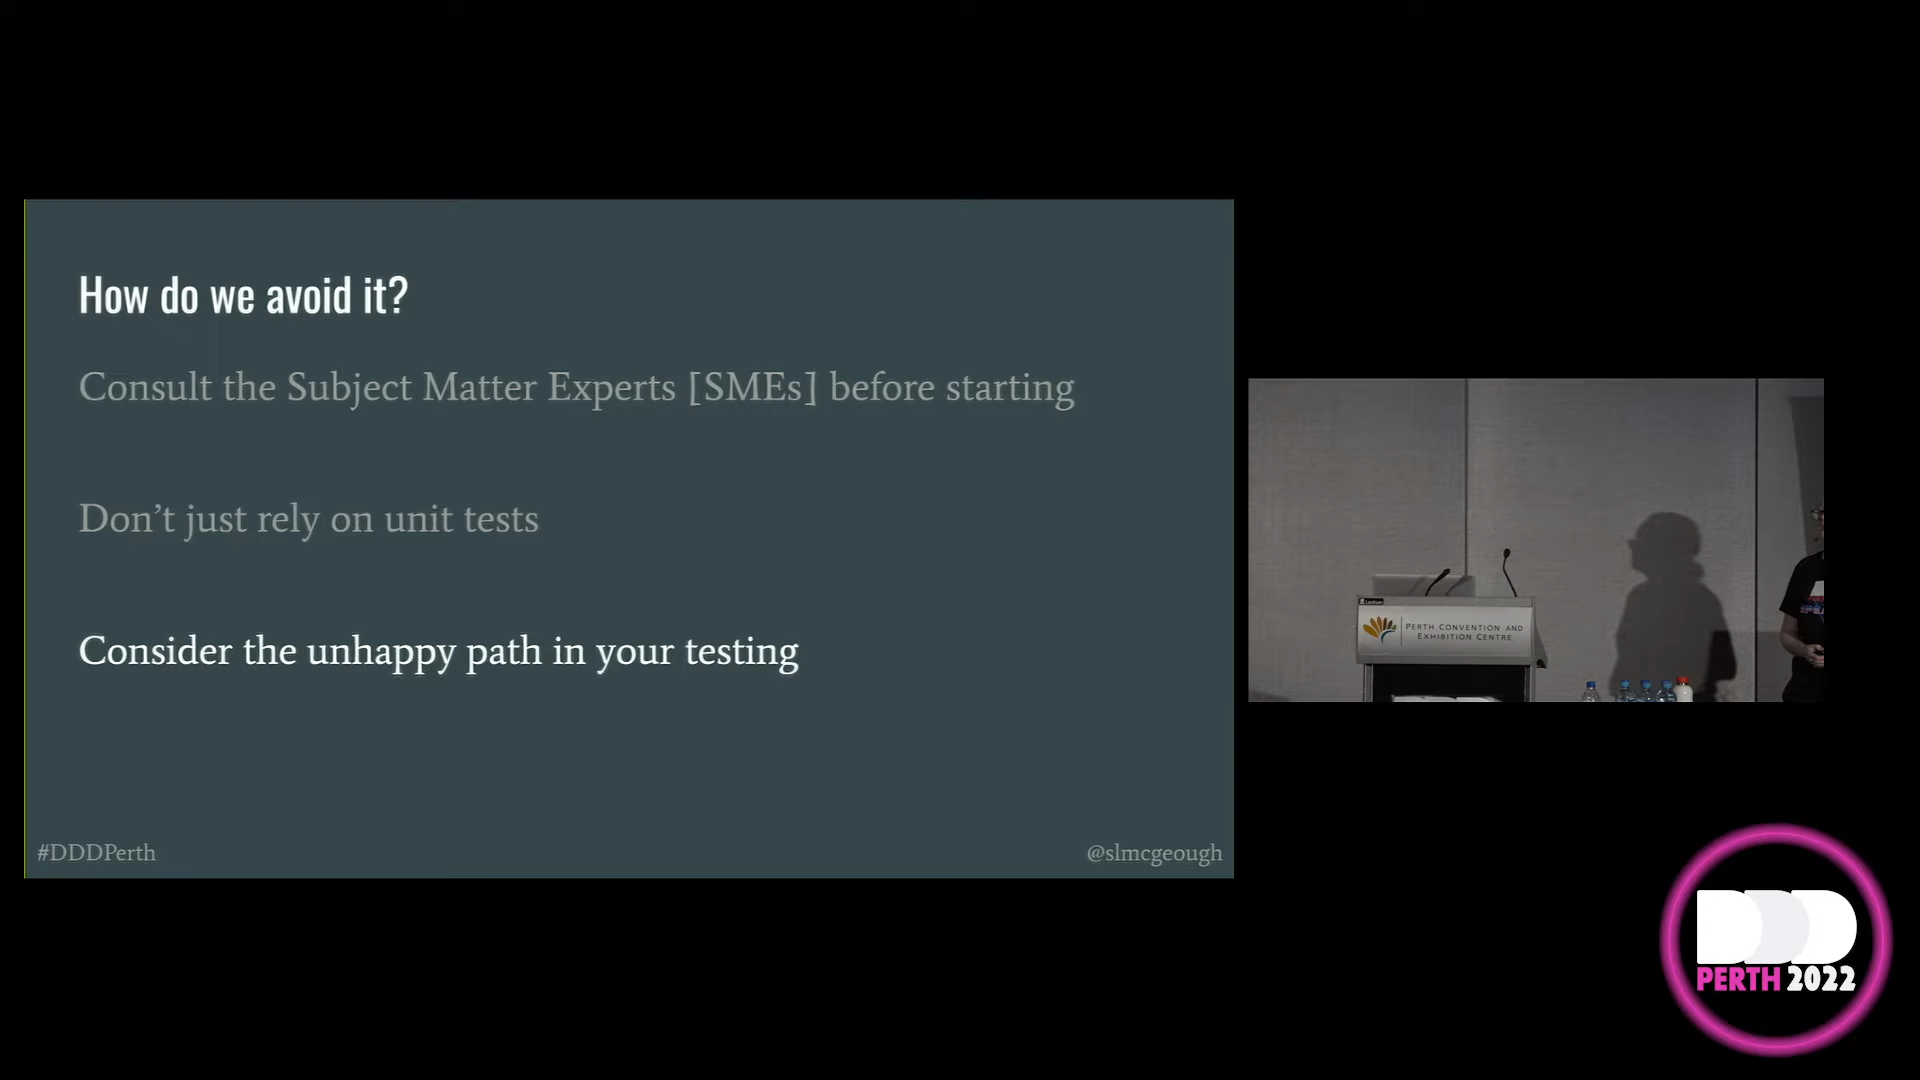 How do we avoid it?
Consult the Subject Matter Experts [SMEs] before starting
Don’t just rely on unit tests
Consider the unhappy path in your testing
#DDDPerth
@slmcgeough
PERTH CONVENTION AND
EXHIBITION CENTRE
DDD
PERTH 2022